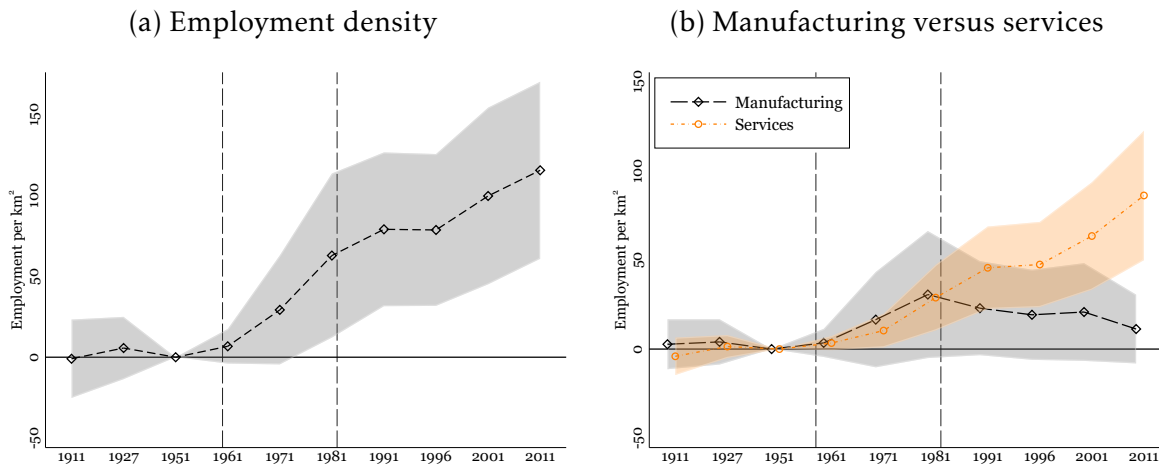 (a) Employment density
Employment per km²
150
100
50
0
-50
1911 1927 1951 1961 1971 1981 1991 1996 2001 2011
(b) Manufacturing versus services
Manufacturing
Services
Employment per km²
150
100
50
0
-50
1911 1927 1951 1961 1971 1981 1991 1996 2001 2011